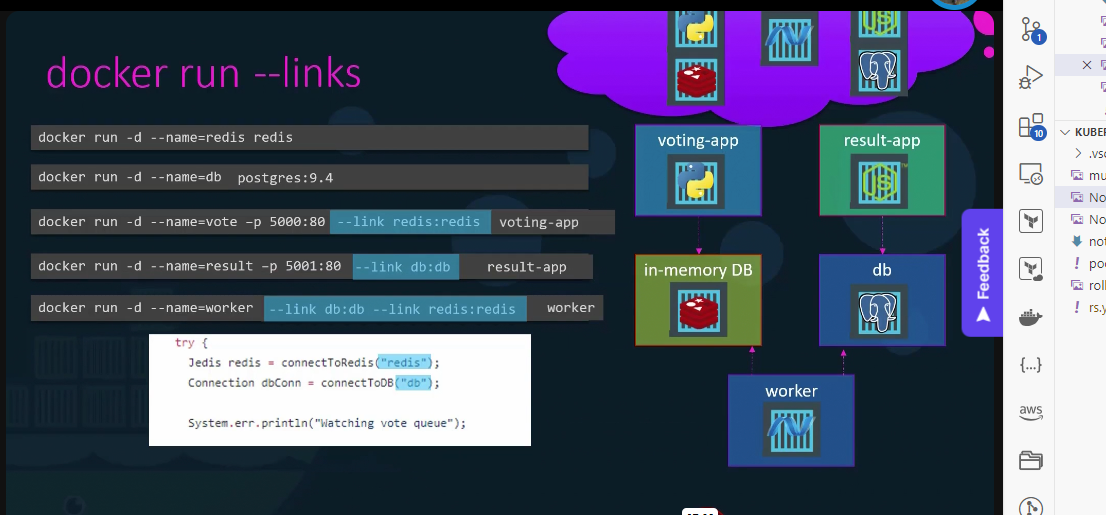 docker run --links
docker run -d --name=redis redis
docker run -d --name=db postgres:9.4
docker run -d --name=vote -p 5000:80 --link redis:redis voting-app
docker run -d --name=result -p 5001:80 --link db:db result-app
docker run -d --name=worker --link db:db --link redis:redis worker
try {
Jedis redis = connectToRedis("redis");
Connection dbConn = connectToDB("db");
System.err.println("Watching vote queue");
voting-app
result-app
in-memory DB
db
worker
Feedback
1
10
aws
{...}
KUBER
.vsc
mu
No
No
not
poc
roll
rs.y